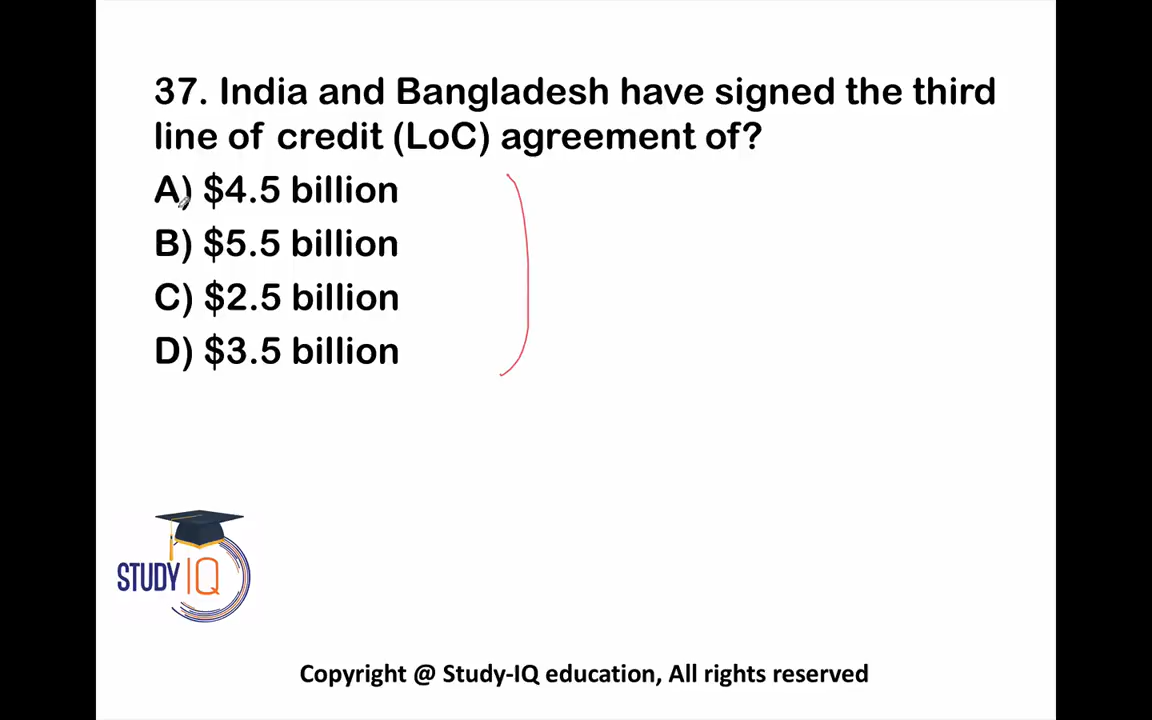 37. India and Bangladesh have signed the third
line of credit (LoC) agreement of?
A) $4.5 billion
B) $5.5 billion
C) $2.5 billion
D) $3.5 billion
STUDY IQ
Copyright @ Study-IQ education, All rights reserved